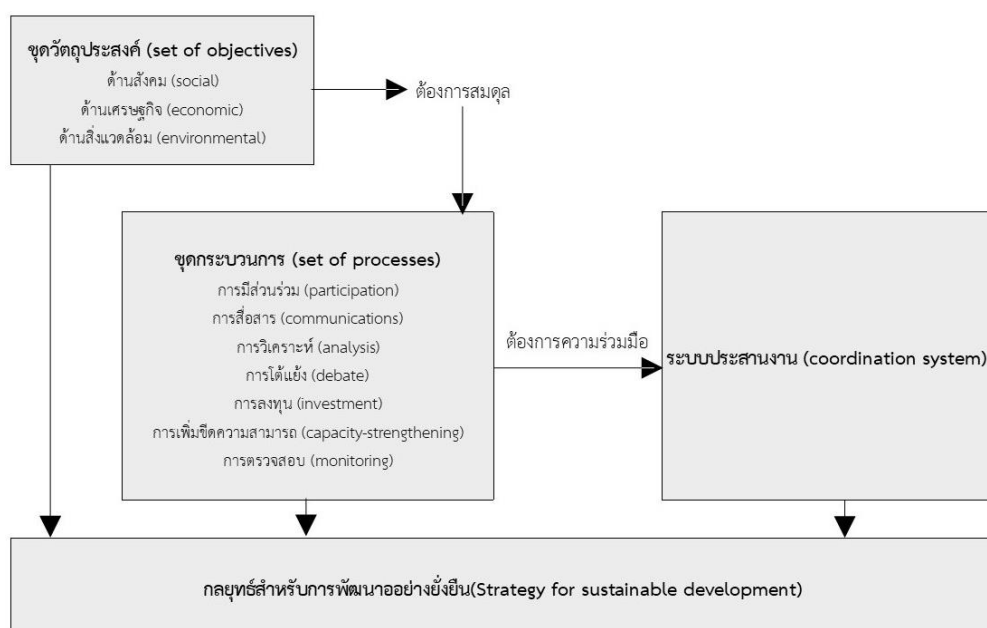 ชุดวัตถุประสงค์ (set of objectives)
ด้านสังคม (social)
ด้านเศรษฐกิจ (economic)
ด้านสิ่งแวดล้อม (environmental)
ต้องการสมดุล
ชุดกระบวนการ (set of processes)
การมีส่วนร่วม (participation)
การสื่อสาร (communications)
การวิเคราะห์ (analysis)
การโต้แย้ง (debate)
การลงทุน (investment)
การเพิ่มขีดความสามารถ (capacity-strengthening)
การตรวจสอบ (monitoring)
ต้องการความร่วมมือ
ระบบประสานงาน (coordination system)
กลยุทธ์สำหรับการพัฒนาออย่างยั่งยืน(Strategy for sustainable development)